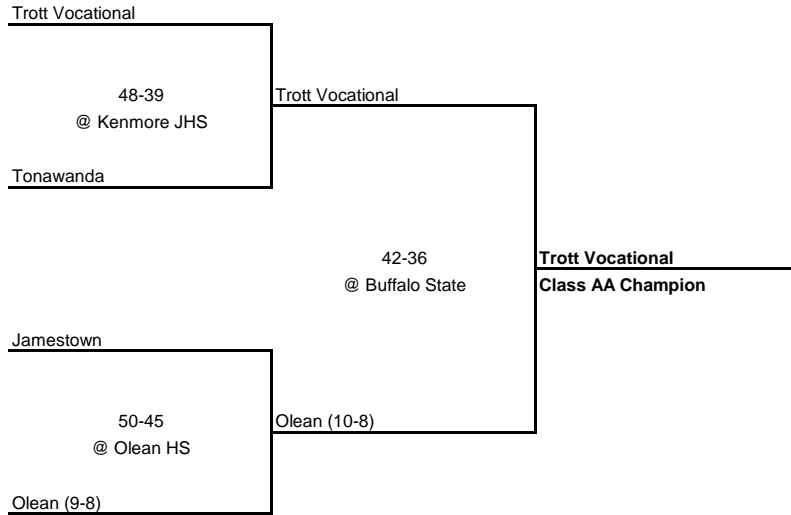 Trott Vocational
48-39
@ Kenmore JHS
Trott Vocational
Tonawanda
42-36
@ Buffalo State
Trott Vocational
Class AA Champion
Jamestown
50-45
@ Olean HS
Olean (10-8)
Olean (9-8)